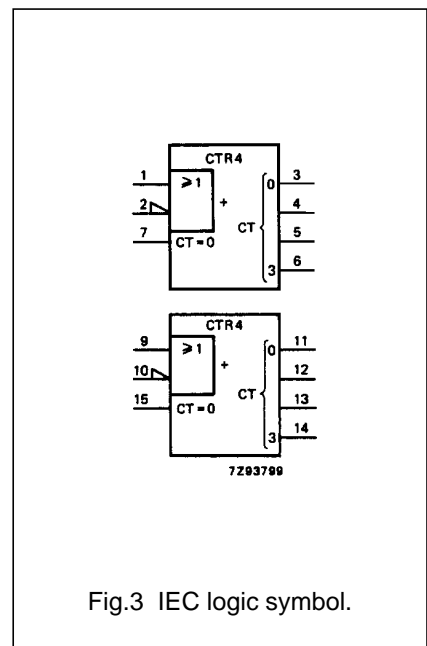 CTR4
1 ≥1 0 3
2 + 4
7 CT=0 CT 5
3 6
CTR4
9 ≥1 0 11
10 + 12
15 CT=0 CT 13
3 14
7Z93799
Fig.3 IEC logic symbol.